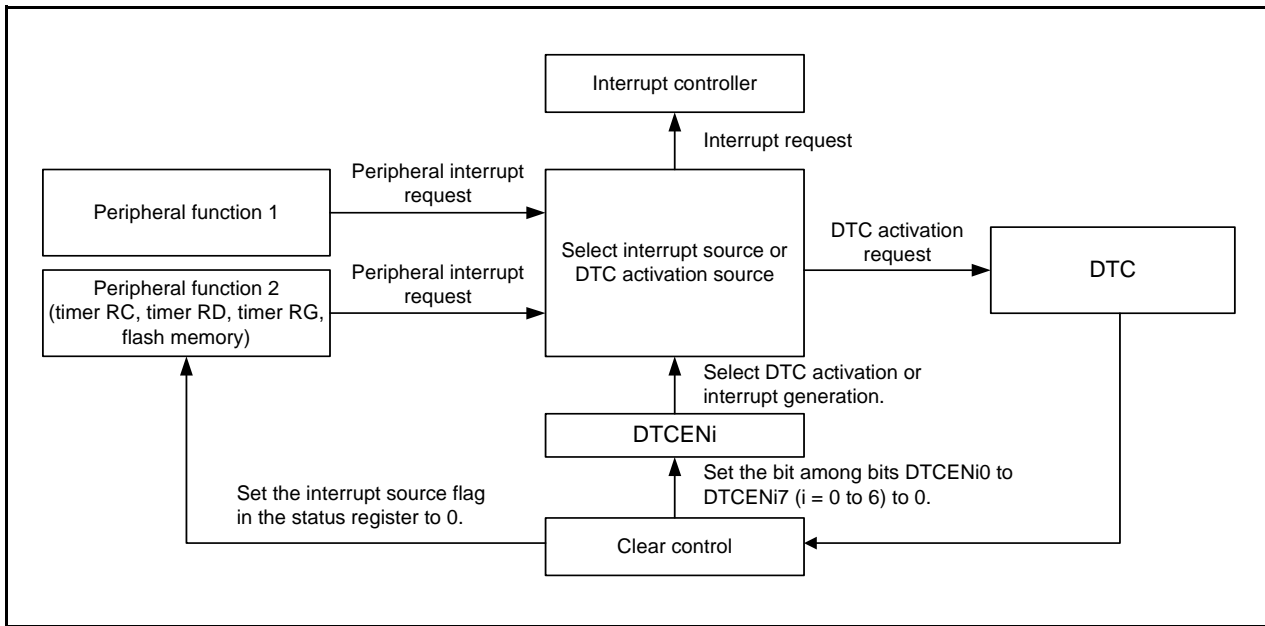 Interrupt controller
Interrupt request
Peripheral interrupt
request
Peripheral function 1
Select interrupt source or
DTC activation source
DTC activation
request
DTC
Peripheral interrupt
request
Peripheral function 2
(timer RC, timer RD, timer RG,
flash memory)
Select DTC activation or
interrupt generation.
DTCENi
Set the bit among bits DTCENi0 to
DTCENi7 (i = 0 to 6) to 0.
Set the interrupt source flag
in the status register to 0.
Clear control